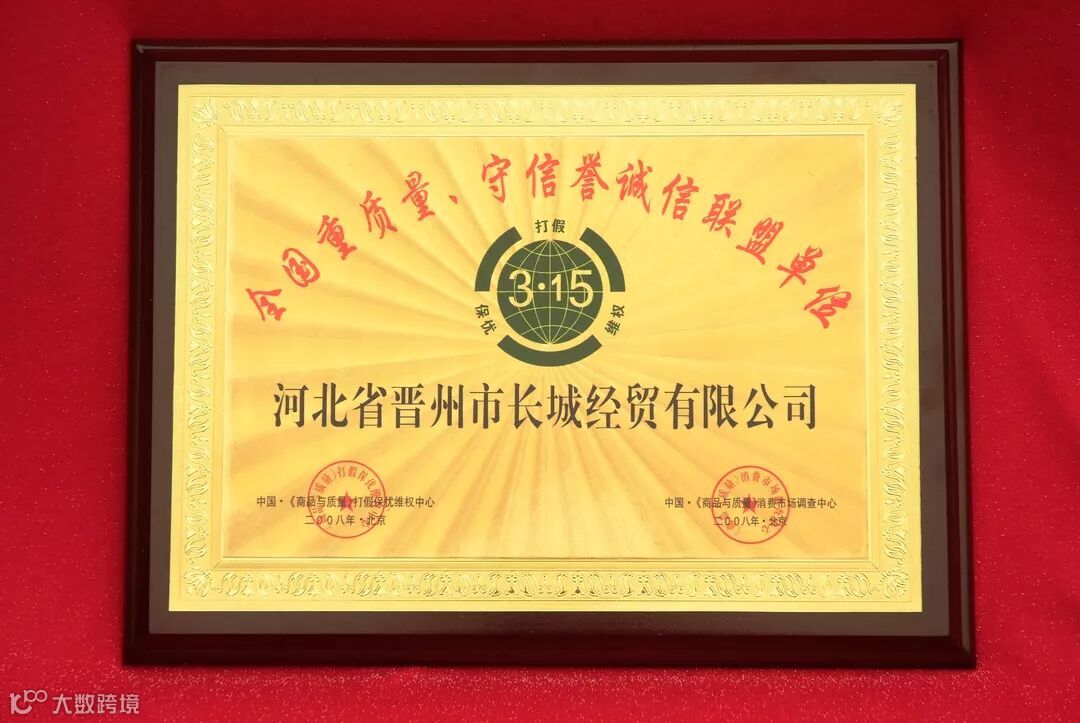 全国重质量、守信誉诚信联盟单位
打假
3·15
保优
维权
河北省晋州市长城经贸有限公司
中国·《商品与质量》打假保优维权中心
二00八年·北京
中国·《商品与质量》消费市场调查中心
二00八年·北京
大数跨境